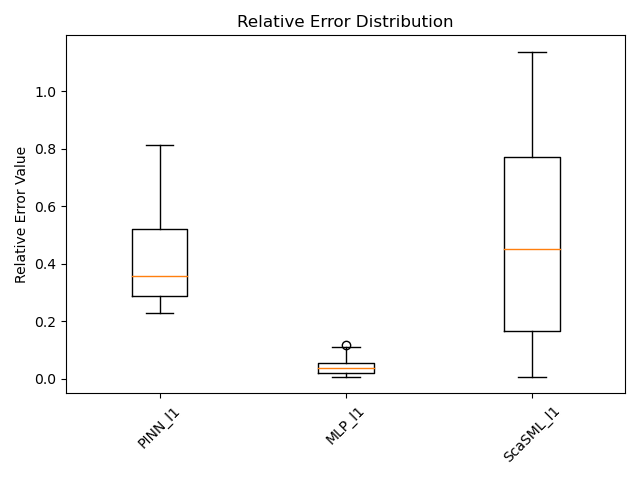 Relative Error Distribution
Relative Error Value
1.0
0.8
0.6
0.4
0.2
0.0
PINN_l1
MLP_l1
ScaSML_l1